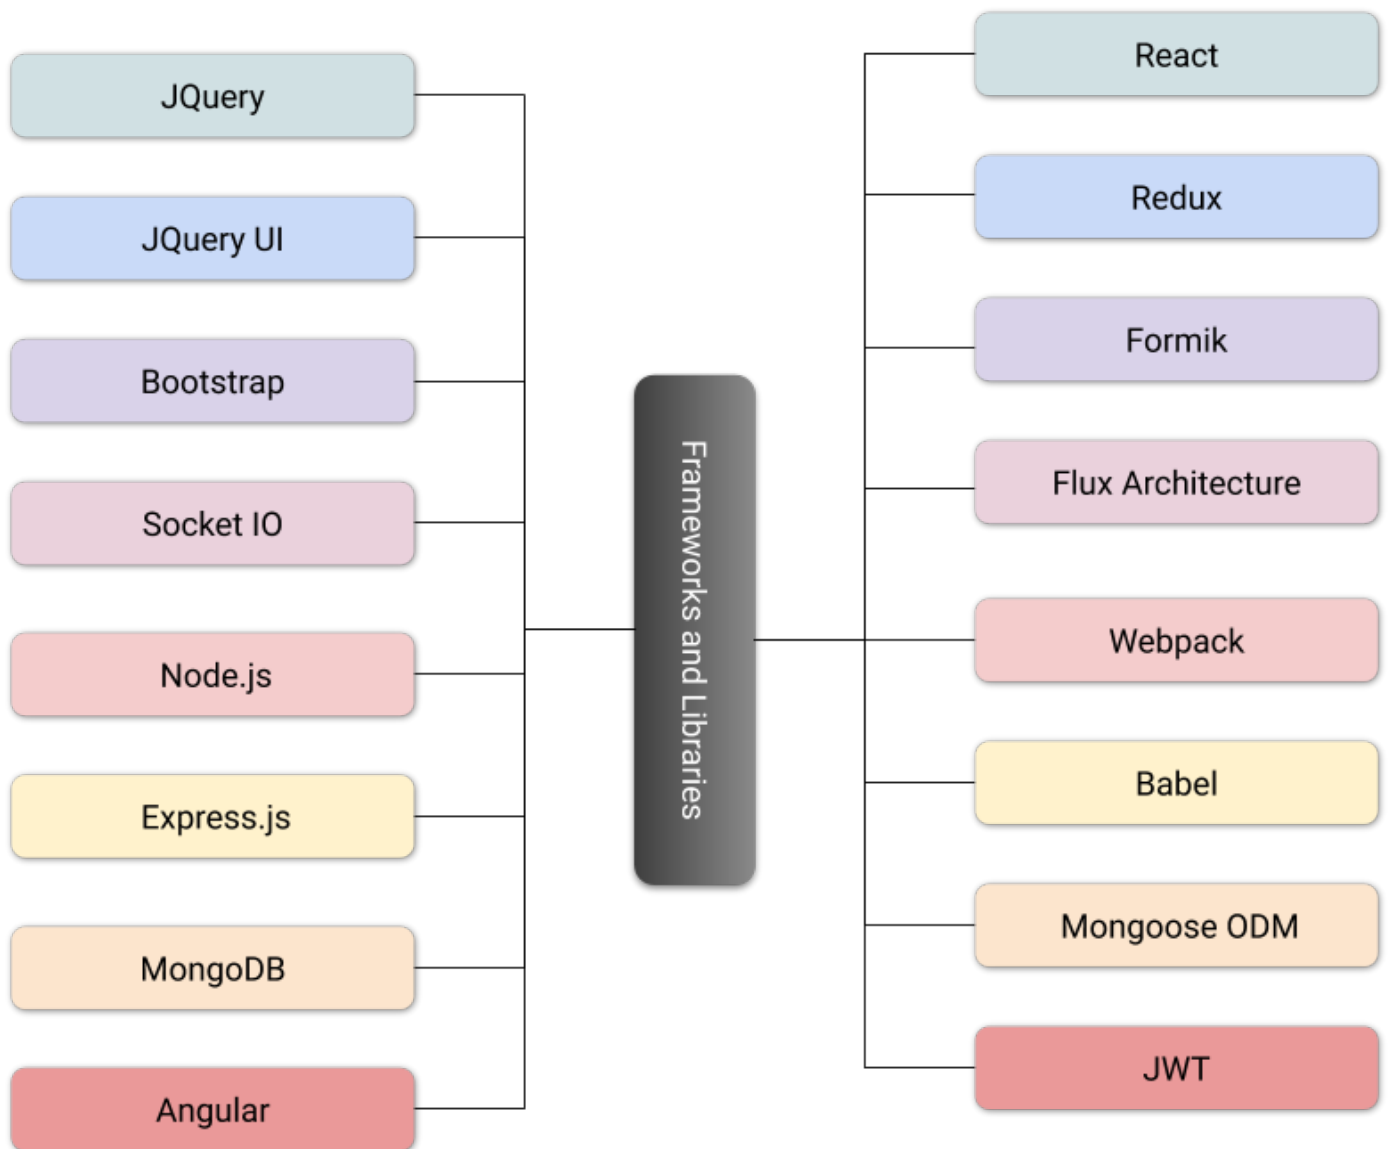 JQuery
JQuery UI
Bootstrap
Socket IO
Node.js
Express.js
MongoDB
Angular
Frameworks and Libraries
React
Redux
Formik
Flux Architecture
Webpack
Babel
Mongoose ODM
JWT